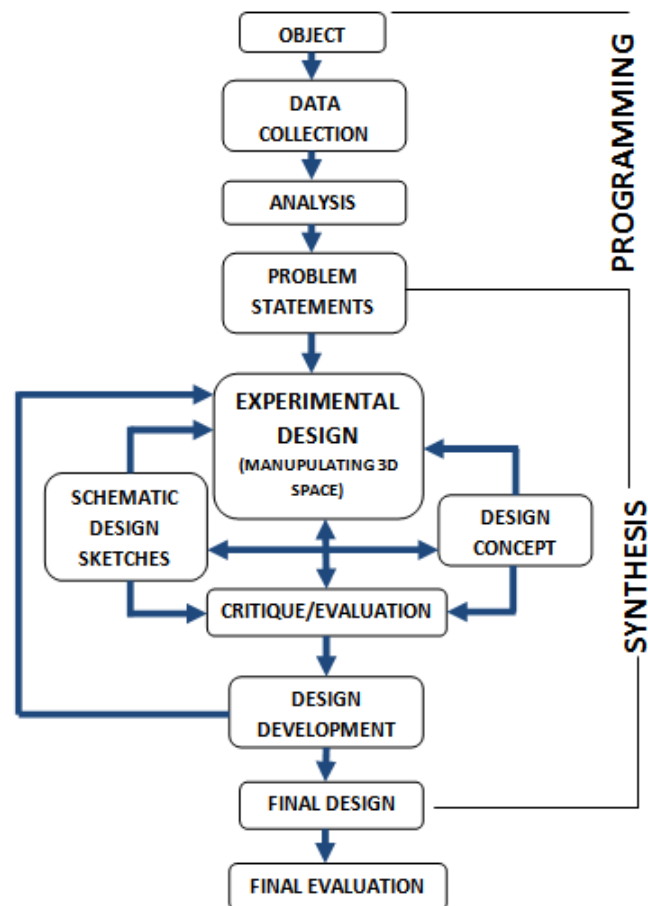 OBJECT
DATA
COLLECTION
ANALYSIS
PROBLEM
STATEMENTS
EXPERIMENTAL
DESIGN
(MANUPULATING 3D
SPACE)
SCHEMATIC
DESIGN
SKETCHES
DESIGN
CONCEPT
CRITIQUE/EVALUATION
DESIGN
DEVELOPMENT
FINAL DESIGN
FINAL EVALUATION
PROGRAMMING
SYNTHESIS